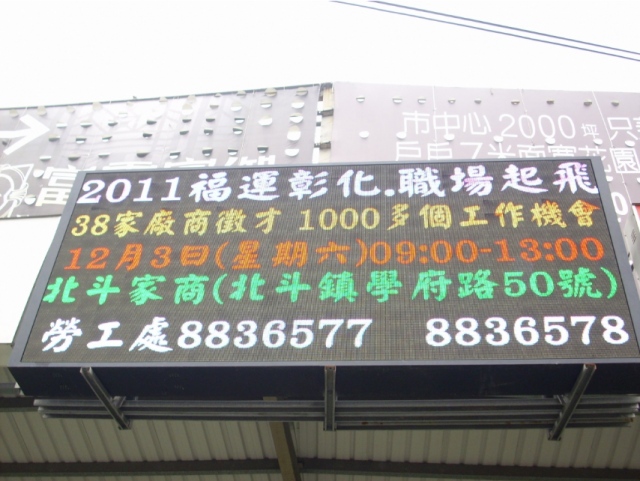 市中心2000坪
2011福運彰化.職場起飛
38家廠商徵才 1000多個工作機會
12月3日(星期六)09:00-13:00
北斗家商(北斗鎮學府路50號)
勞工處8836577 8836578